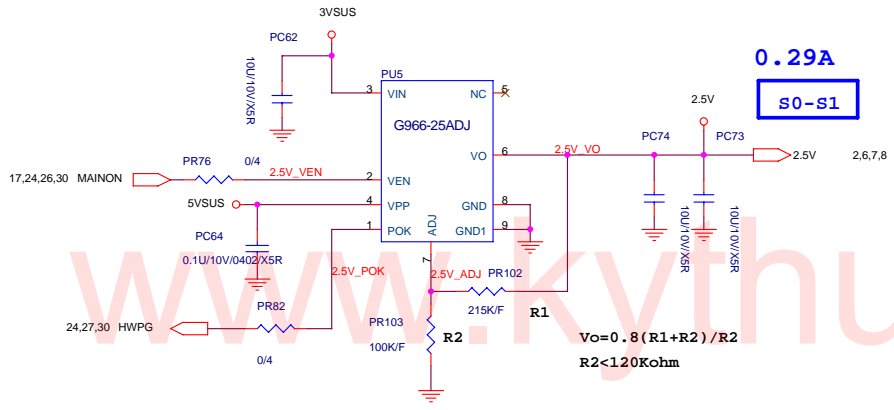 3VSUS
PC62
10U/10V/X5R
0.29A
S0-S1
PU5
3
VIN
NC
5
G966-25ADJ
2.5V
PC74
PC73
VO
6
2.5V_VO
2.5V
2,6,7,8
17,24,26,30 MAINON
PR76
0/4
2.5V_VEN
2
VEN
5VSUS
4
VPP
GND
8
1
POK
ADJ
GND1
9
10U/10V/X5R
10U/10V/X5R
PC64
0.1U/10V/0402/X5R
2.5V_POK
7
2.5V_ADJ
PR102
215K/F
R1
www.kythu
24,27,30 HWPG
PR82
0/4
PR103
100K/F
R2
Vo=0.8(R1+R2)/R2
R2<120Kohm